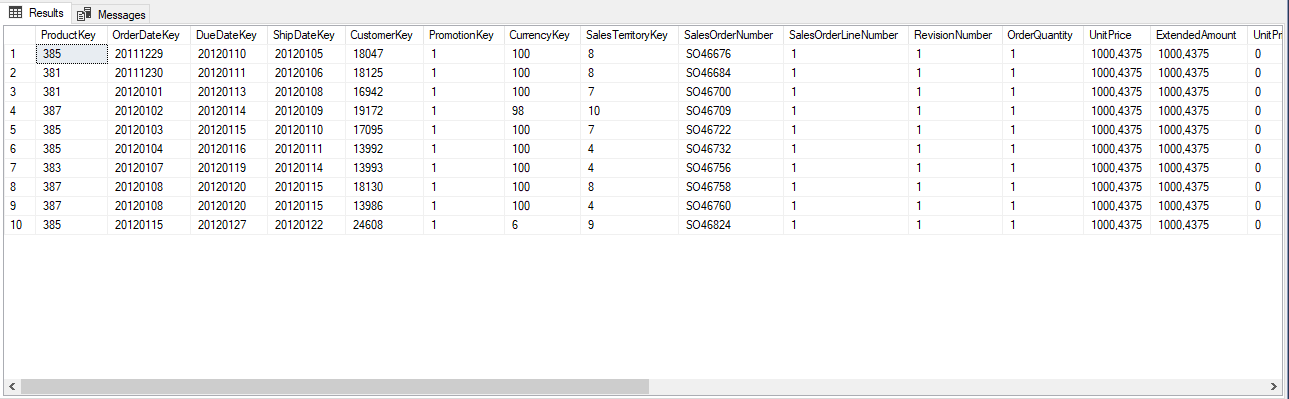 Results Messages
ProductKey OrderDateKey DueDateKey ShipDateKey CustomerKey PromotionKey CurrencyKey SalesTerritoryKey SalesOrderNumber SalesOrderLineNumber RevisionNumber OrderQuantity UnitPrice ExtendedAmount UnitPr
1 385 20111229 20120110 20120105 18047 1 100 8 SO46676 1 1 1 1000,4375 1000,4375 0
2 381 20111230 20120111 20120106 18125 1 100 8 SO46684 1 1 1 1000,4375 1000,4375 0
3 381 20120101 20120113 20120108 16942 1 100 7 SO46700 1 1 1 1000,4375 1000,4375 0
4 387 20120102 20120114 20120109 19172 1 98 10 SO46709 1 1 1 1000,4375 1000,4375 0
5 385 20120103 20120115 20120110 17095 1 100 7 SO46722 1 1 1 1000,4375 1000,4375 0
6 385 20120104 20120116 20120111 13992 1 100 4 SO46732 1 1 1 1000,4375 1000,4375 0
7 383 20120107 20120119 20120114 13993 1 100 4 SO46756 1 1 1 1000,4375 1000,4375 0
8 387 20120108 20120120 20120115 18130 1 100 8 SO46758 1 1 1 1000,4375 1000,4375 0
9 387 20120108 20120120 20120115 13986 1 100 4 SO46760 1 1 1 1000,4375 1000,4375 0
10 385 20120115 20120127 20120122 24608 1 6 9 SO46824 1 1 1 1000,4375 1000,4375 0